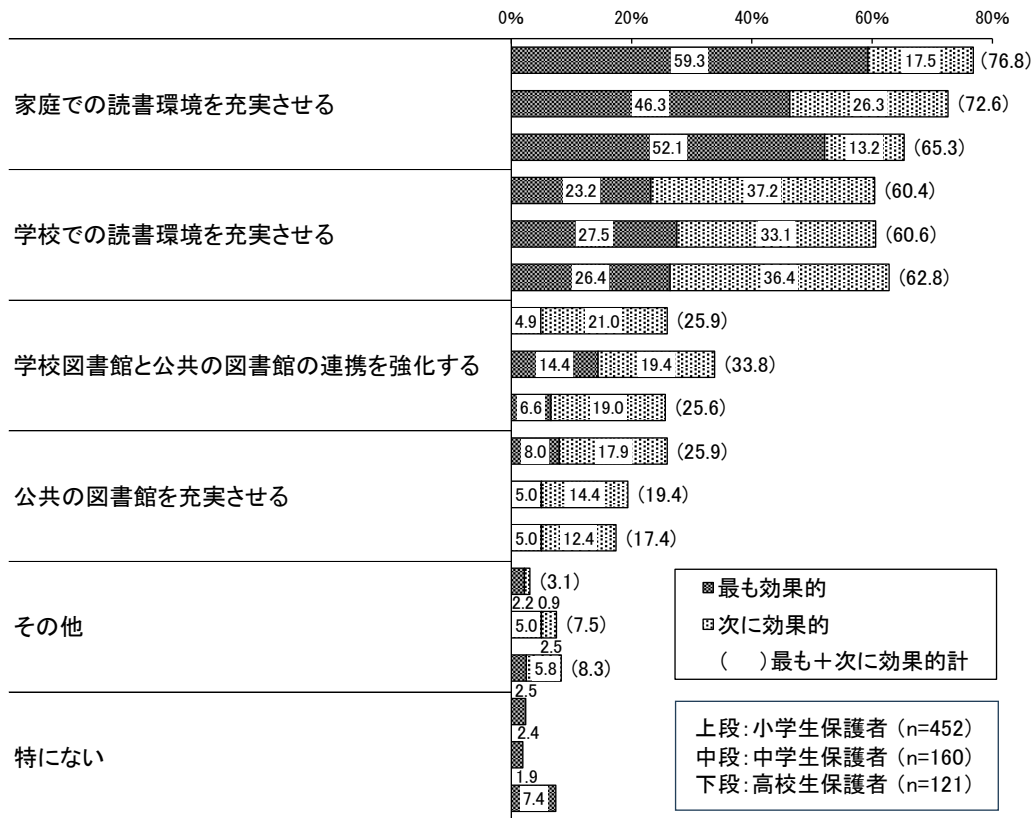 0% 20% 40% 60% 80%
59.3 17.5 (76.8)
家庭での読書環境を充実させる 46.3 26.3 (72.6)
52.1 13.2 (65.3)
23.2 37.2 (60.4)
学校での読書環境を充実させる 27.5 33.1 (60.6)
26.4 36.4 (62.8)
4.9 21.0 (25.9)
学校図書館と公共の図書館の連携を強化する 14.4 19.4 (33.8)
6.6 19.0 (25.6)
8.0 17.9 (25.9)
公共の図書館を充実させる 5.0 14.4 (19.4)
5.0 12.4 (17.4)
(3.1)
2.2 0.9
その他 5.0 (7.5)
2.5
5.8 (8.3)
2.5
2.4
特にない
1.9
7.4
最も効果的
次に効果的
( )最も+次に効果的計
上段:小学生保護者 (n=452)
中段:中学生保護者 (n=160)
下段:高校生保護者 (n=121)